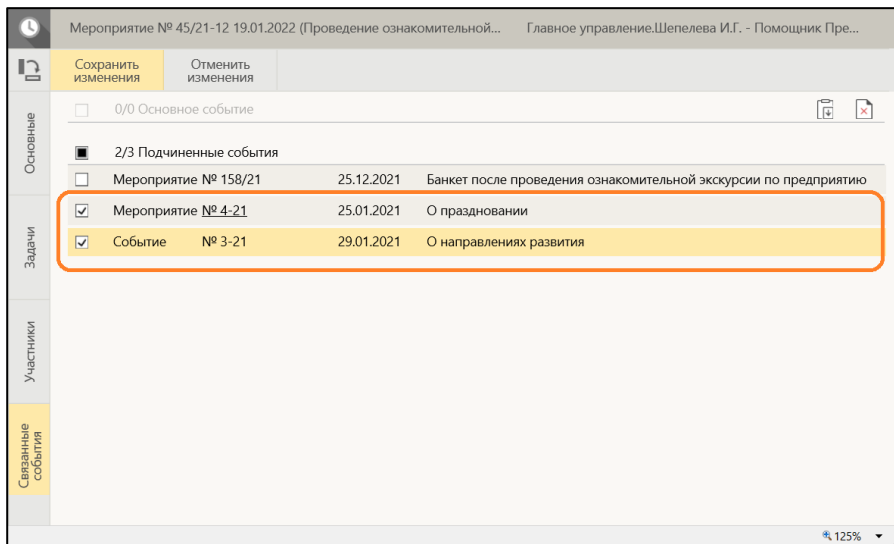 Мероприятие № 45/21-12 19.01.2022 (Проведение ознакомительной... Главное управление.Шепелева И.Г. - Помощник Пре...
Сохранить изменения
Отменить изменения
0/0 Основное событие
2/3 Подчиненные события
Мероприятие № 158/21 25.12.2021 Банкет после проведения ознакомительной экскурсии по предприятию
Мероприятие № 4-21 25.01.2021 О праздновании
Событие № 3-21 29.01.2021 О направлениях развития
Основные
Задачи
Участники
Связанные события
125%